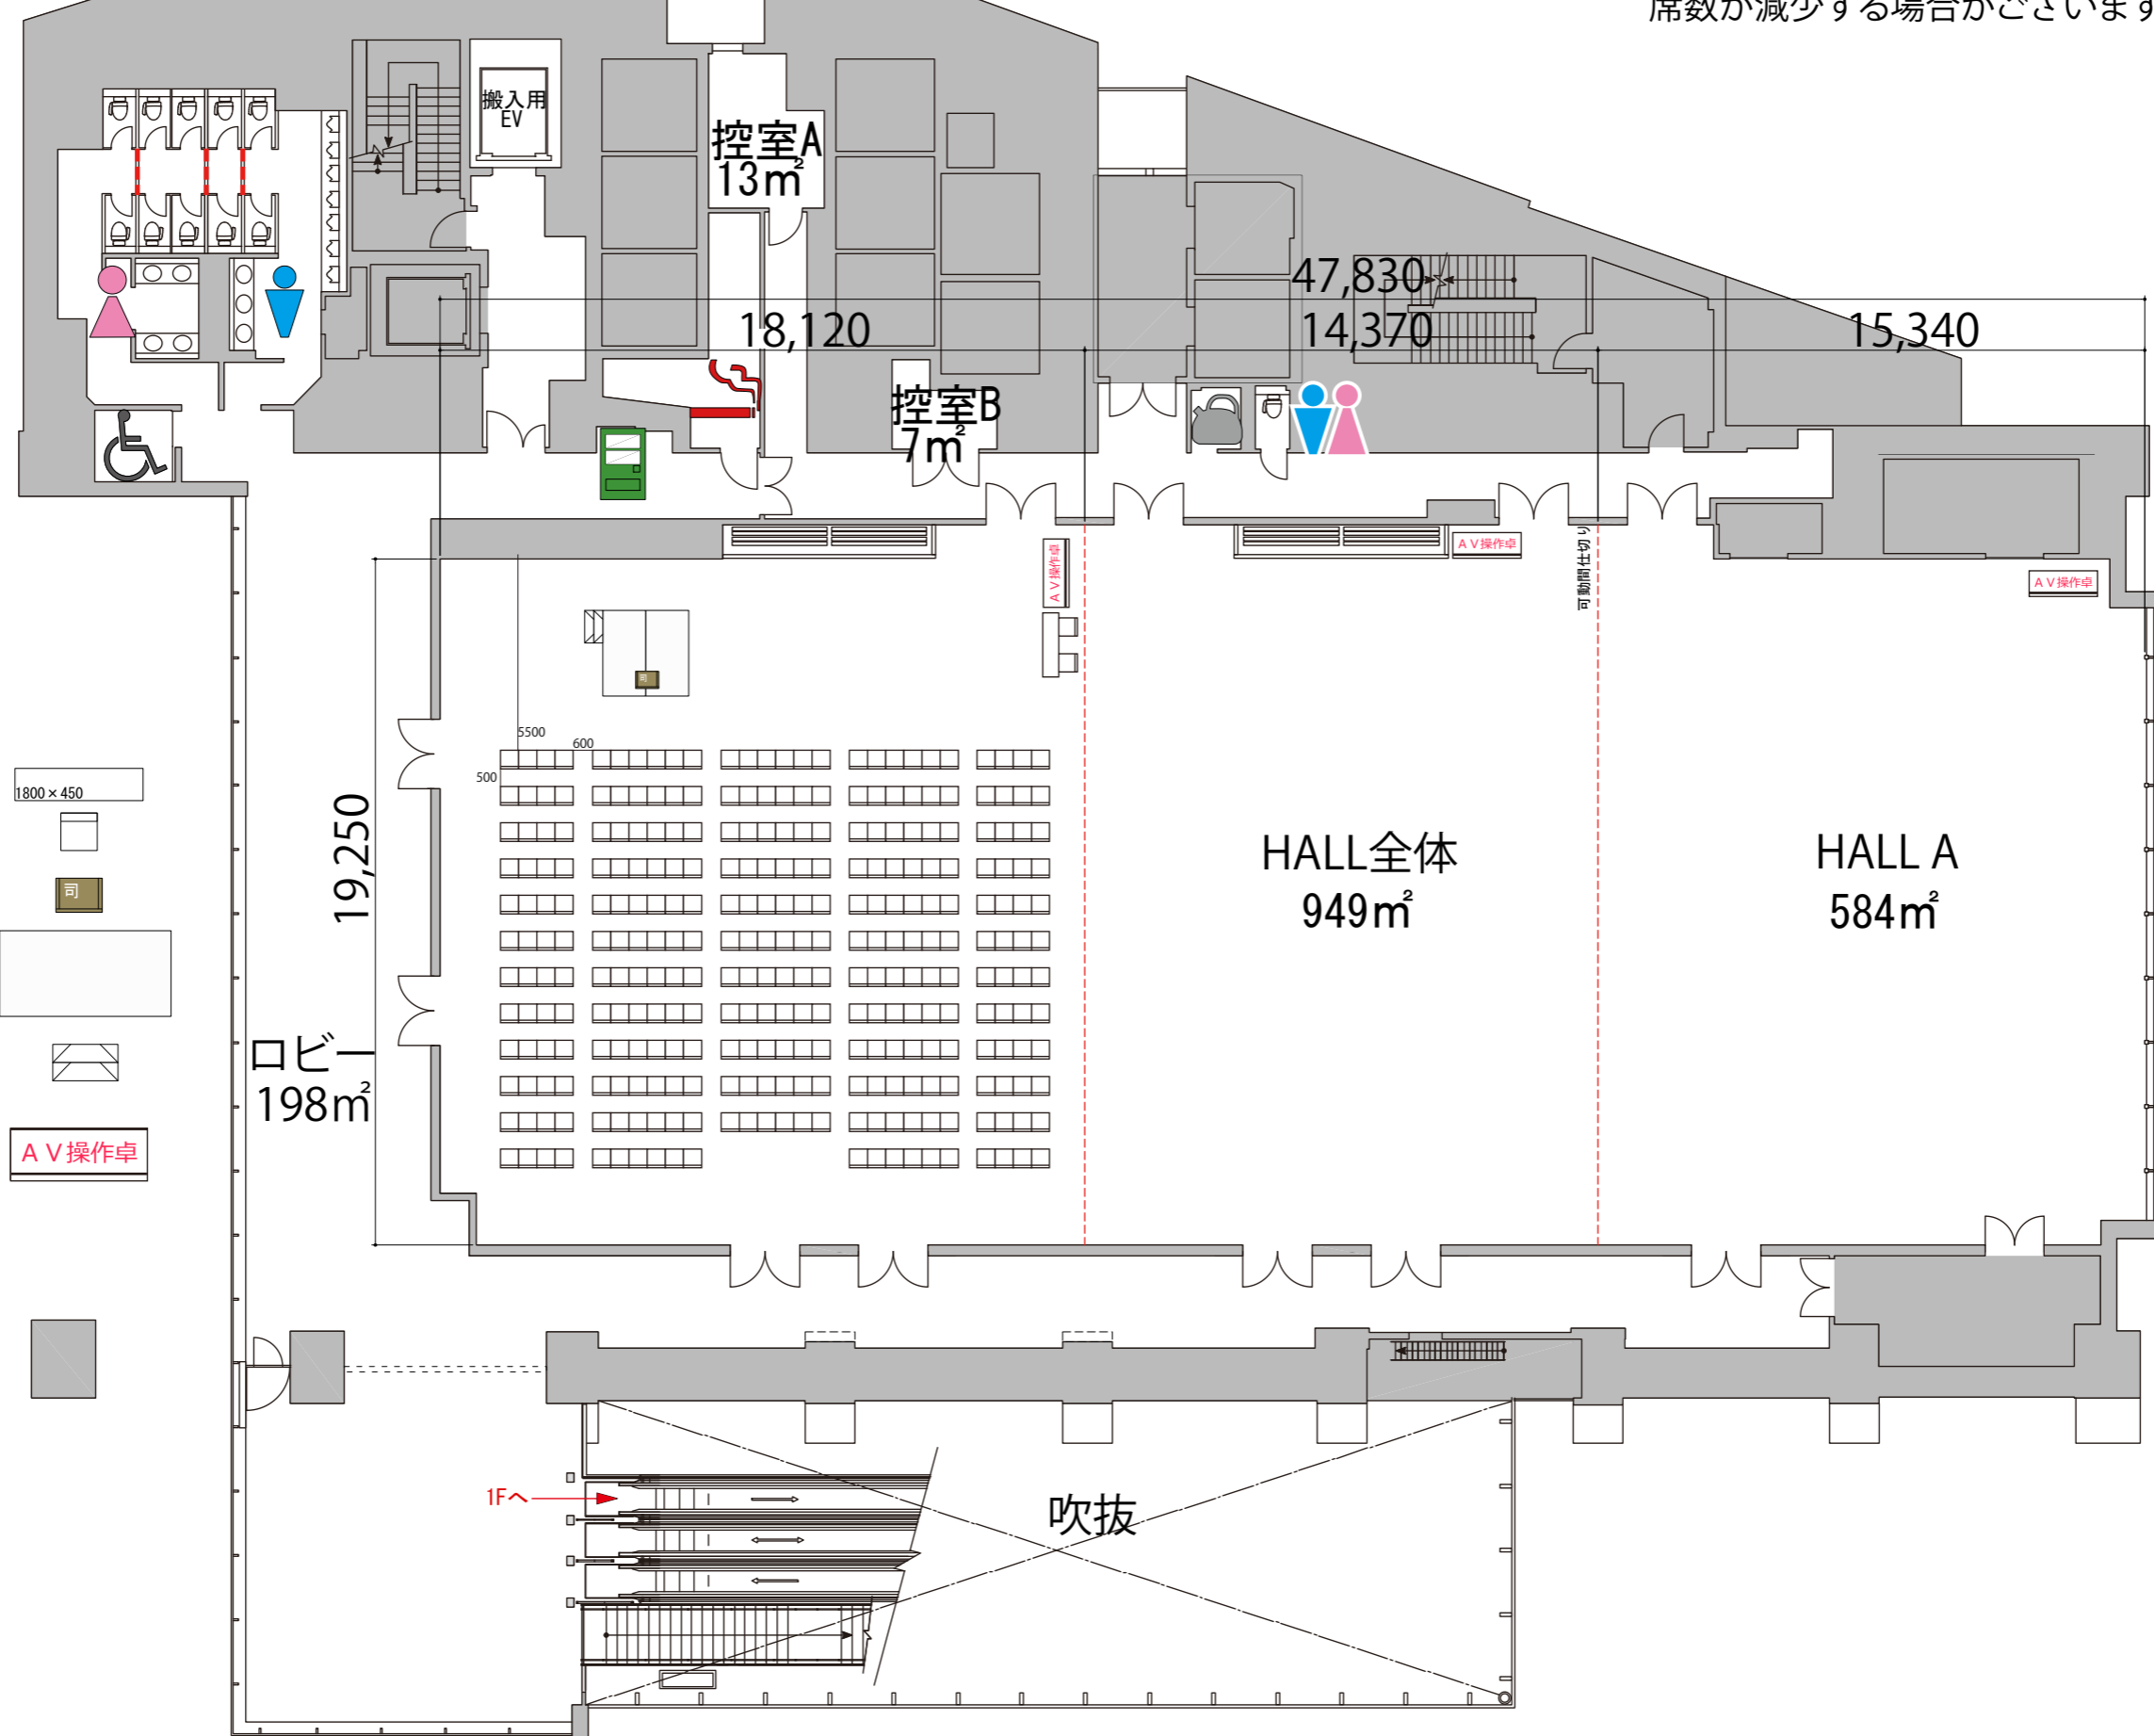 席数が減少する場合がございます
搬入用
EV
控室A
13㎡
47,830
18,120
14,370
15,340
控室B
7㎡
AV操作卓
AV操作卓
可動間仕切り
AV操作卓
司
5500
600
500
1800×450
19,250
司
HALL全体
949㎡
HALL A
584㎡
ロビー
198㎡
AV操作卓
1Fへ
吹抜